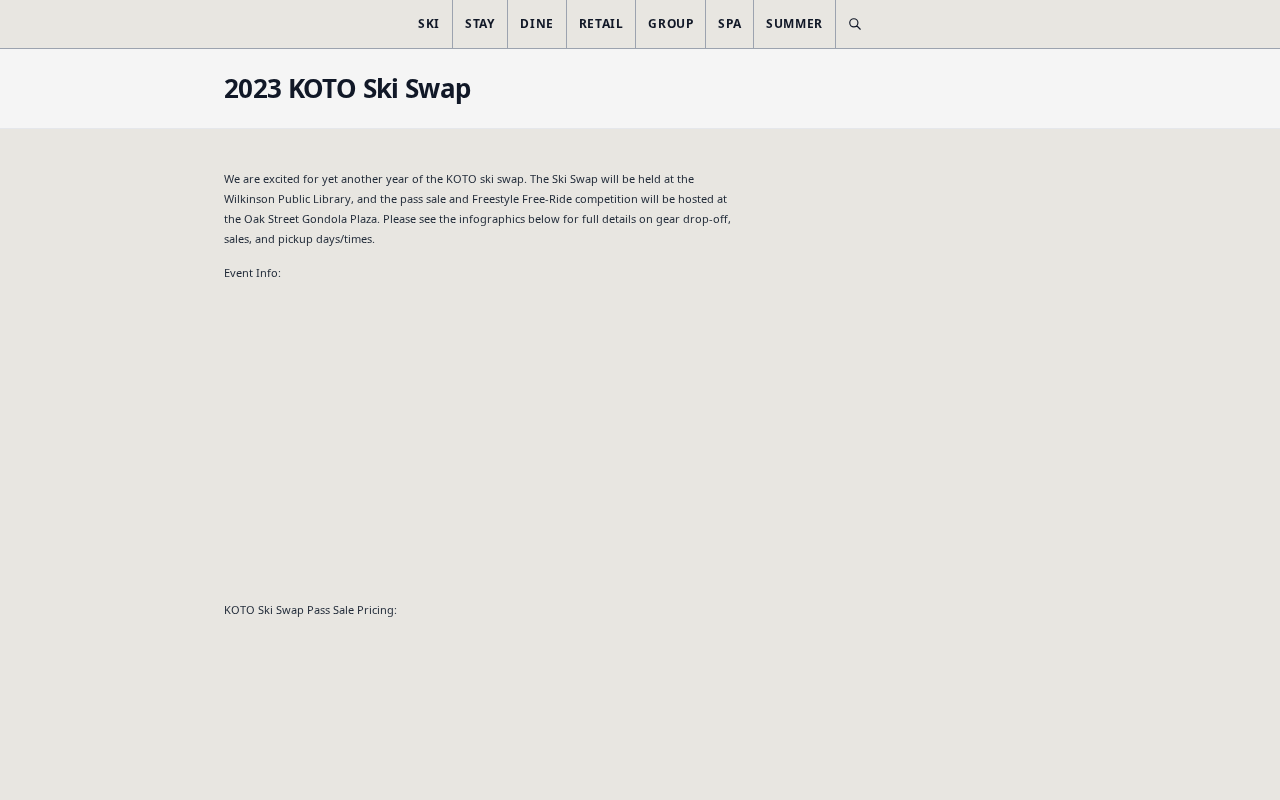 SKI STAY DINE RETAIL GROUP SPA SUMMER
2023 KOTO Ski Swap
We are excited for yet another year of the KOTO ski swap. The Ski Swap will be held at the
Wilkinson Public Library, and the pass sale and Freestyle Free-Ride competition will be hosted at
the Oak Street Gondola Plaza. Please see the infographics below for full details on gear drop-off,
sales, and pickup days/times.
Event Info:
KOTO Ski Swap Pass Sale Pricing: